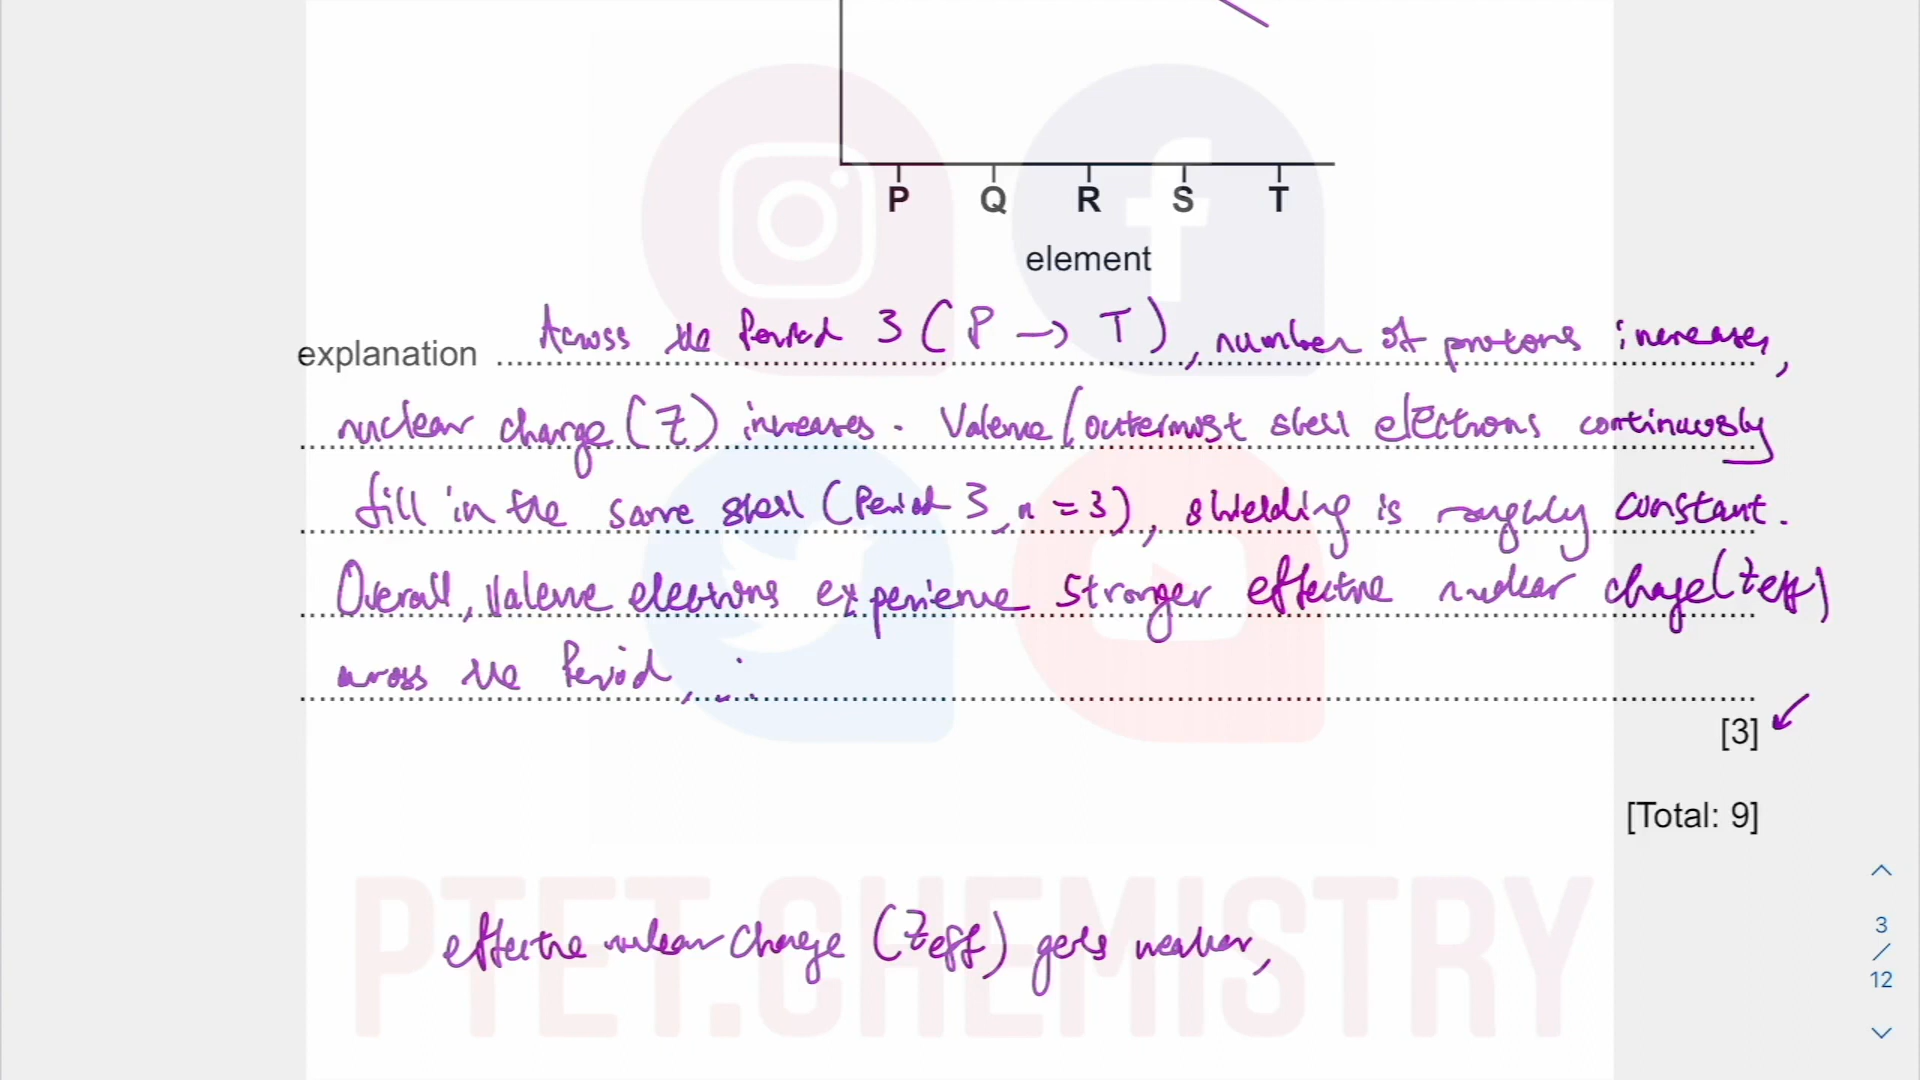 P Q R S T
element
explanation Across the Period 3 (P → T), number of protons increases,
nuclear charge (Z) increases. Valence/outermost shell electrons continuously
fill in the same shell (Period 3, n = 3), shielding is roughly constant.
Overall, Valence electrons experience stronger effective nuclear charge (Zeff)
across the Period, ...
[3]
[Total: 9]
effective nuclear charge (Zeff) gets weaker,
PTET.CHEMISTRY
3
/
12